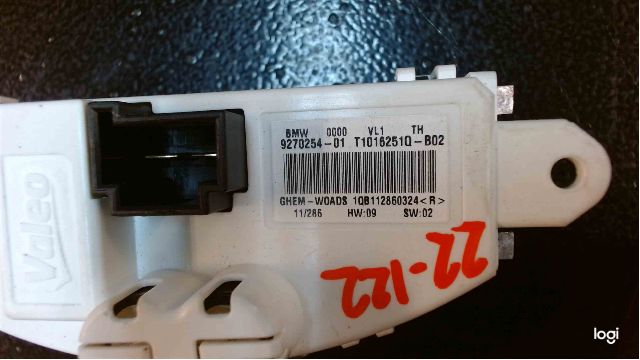 BMW 0000 VL1 TH
9270254-01 T1016251Q-B02
GHEM-WOADS 1QB112860324<R>
11/286 HW:09 SW:02
Valeo
22-122
logi